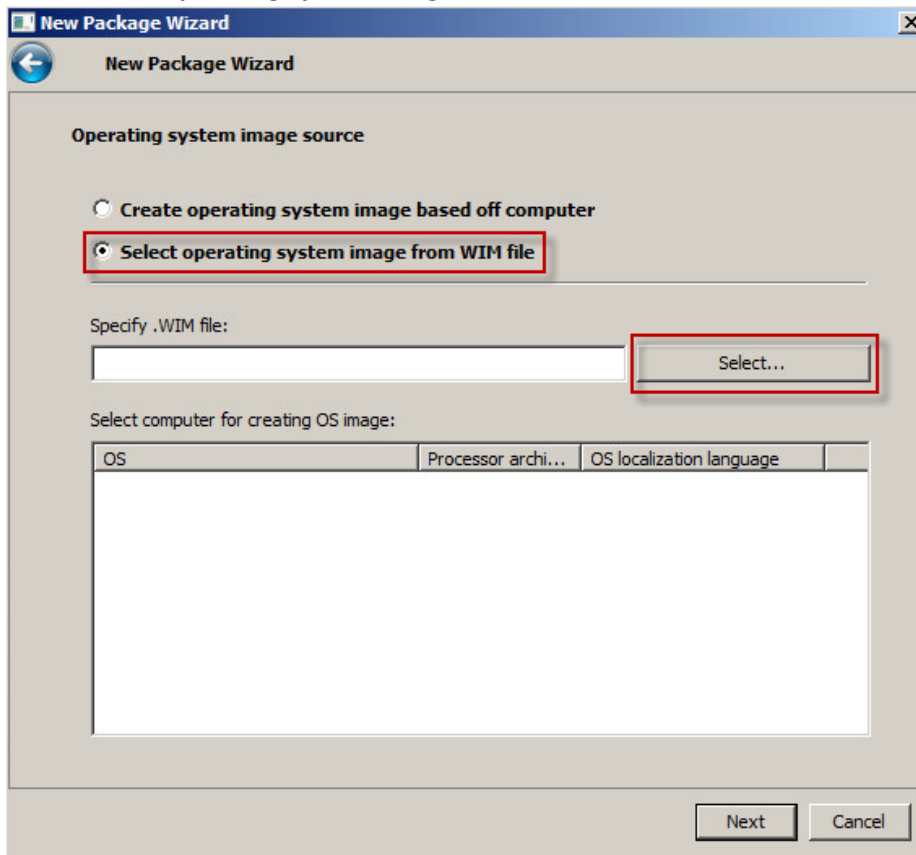 New Package Wizard
New Package Wizard
Operating system image source
Create operating system image based off computer
Select operating system image from WIM file
Specify .WIM file:
Select...
Select computer for creating OS image:
OS Processor archi... OS localization language
Next Cancel